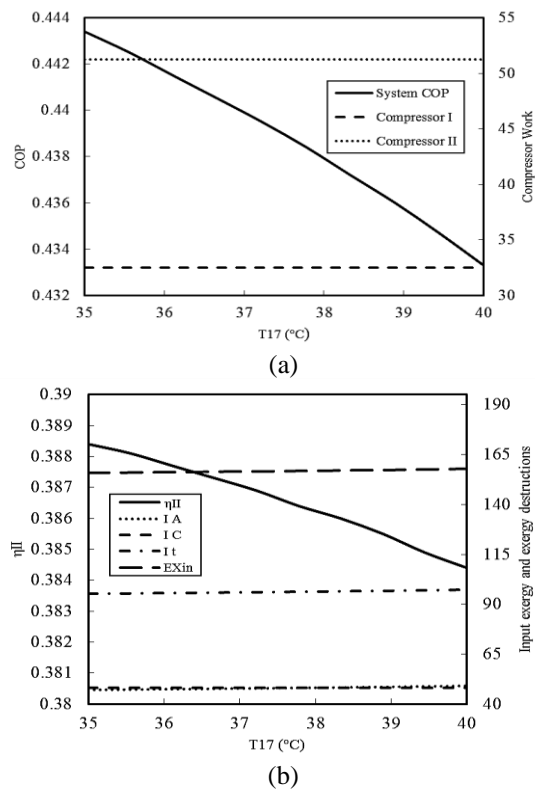 0.444
0.442
0.44
0.438
0.436
0.434
0.432
COP
55
50
45
40
35
30
Compressor Work
System COP
Compressor I
Compressor II
35 36 37 38 39 40
T17 (°C)
(a)
0.39
0.389
0.388
0.387
0.386
0.385
0.384
0.383
0.382
0.381
0.38
ηII
190
165
140
115
90
65
40
Input exergy and exergy destructions
ηII
I A
I C
I t
EXin
35 36 37 38 39 40
T17 (°C)
(b)